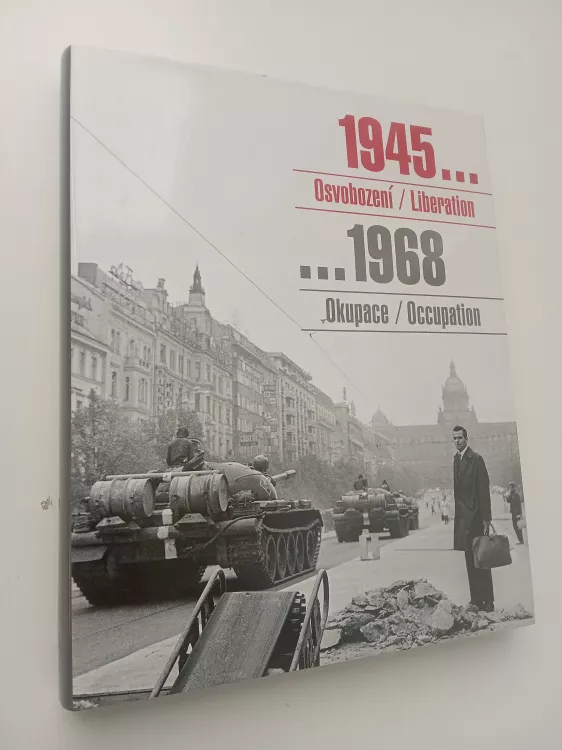 1945...
Osvobození / Liberation
...1968
Okupace / Occupation